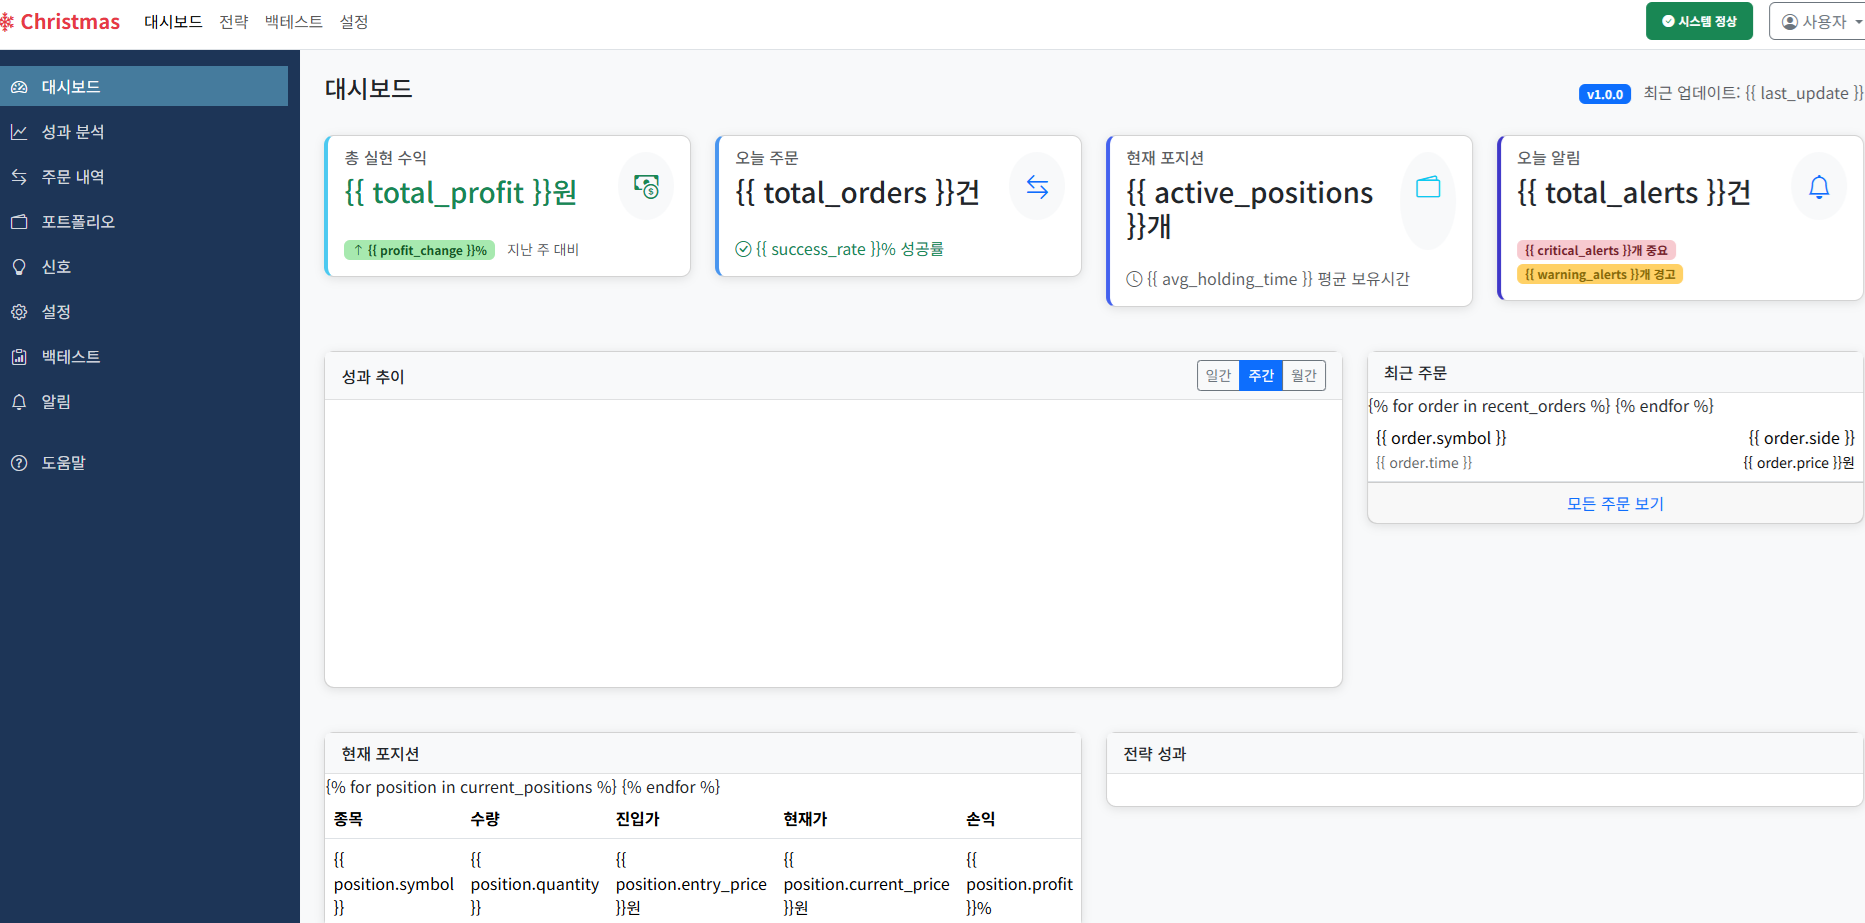 Christmas 대시보드 전략 백테스트 설정 시스템 정상 사용자
대시보드
성과 분석
주문 내역
포트폴리오
신호
설정
백테스트
알림
도움말
대시보드
v1.0.0 최근 업데이트: {{ last_update }}
총 실현 수익
{{ total_profit }}원
↑ {{ profit_change }}% 지난 주 대비
오늘 주문
{{ total_orders }}건
{{ success_rate }}% 성공률
현재 포지션
{{ active_positions
}}개
{{ avg_holding_time }} 평균 보유시간
오늘 알림
{{ total_alerts }}건
{{ critical_alerts }}개 중요
{{ warning_alerts }}개 경고
성과 추이
일간 주간 월간
최근 주문
{% for order in recent_orders %} {% endfor %}
{{ order.symbol }} {{ order.side }}
{{ order.time }} {{ order.price }}원
모든 주문 보기
현재 포지션
{% for position in current_positions %} {% endfor %}
종목 수량 진입가 현재가 손익
{{ {{ {{ {{ {{
position.symbol position.quantity position.entry_price position.current_price position.profit
}} }} }}원 }}원 }}%
전략 성과